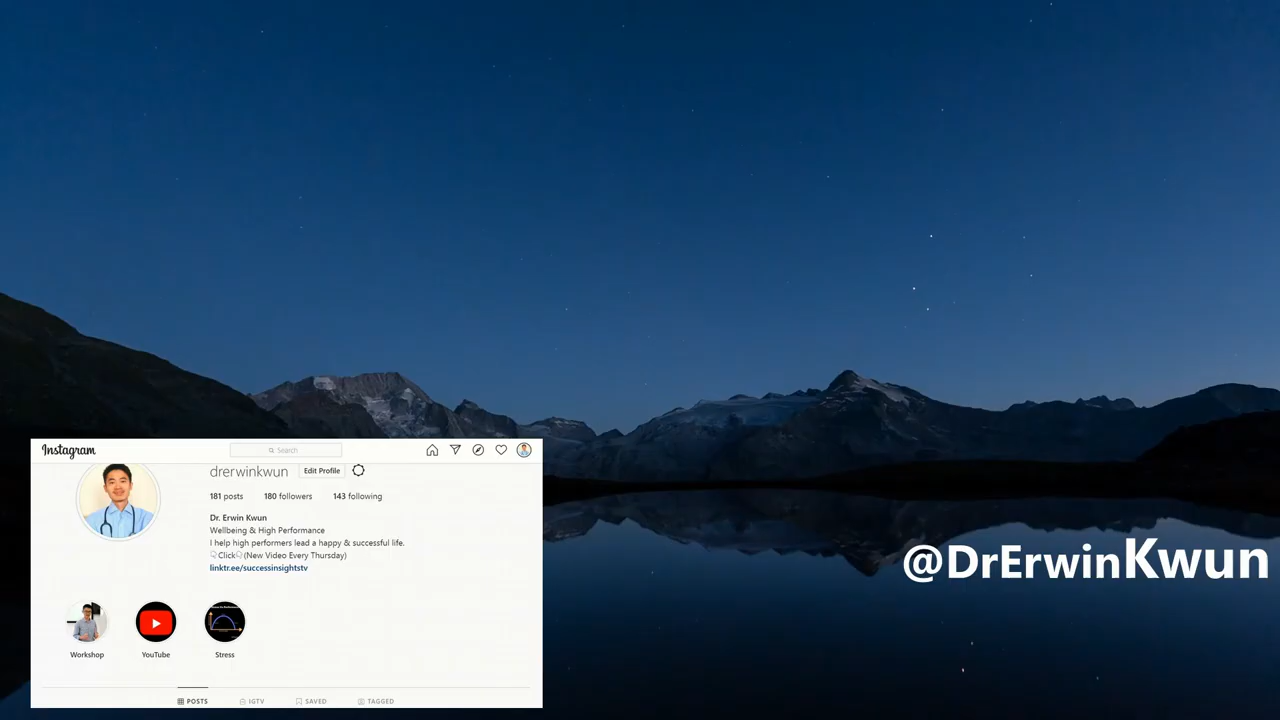 Instagram
Search
drerwinkwun Edit Profile
181 posts 180 followers 143 following
Dr. Erwin Kwun
Wellbeing & High Performance
I help high performers lead a happy & successful life.
👇Click👇(New Video Every Thursday)
linktr.ee/successinsightstv
Workshop YouTube Stress
POSTS IGTV SAVED TAGGED
@DrErwinKwun